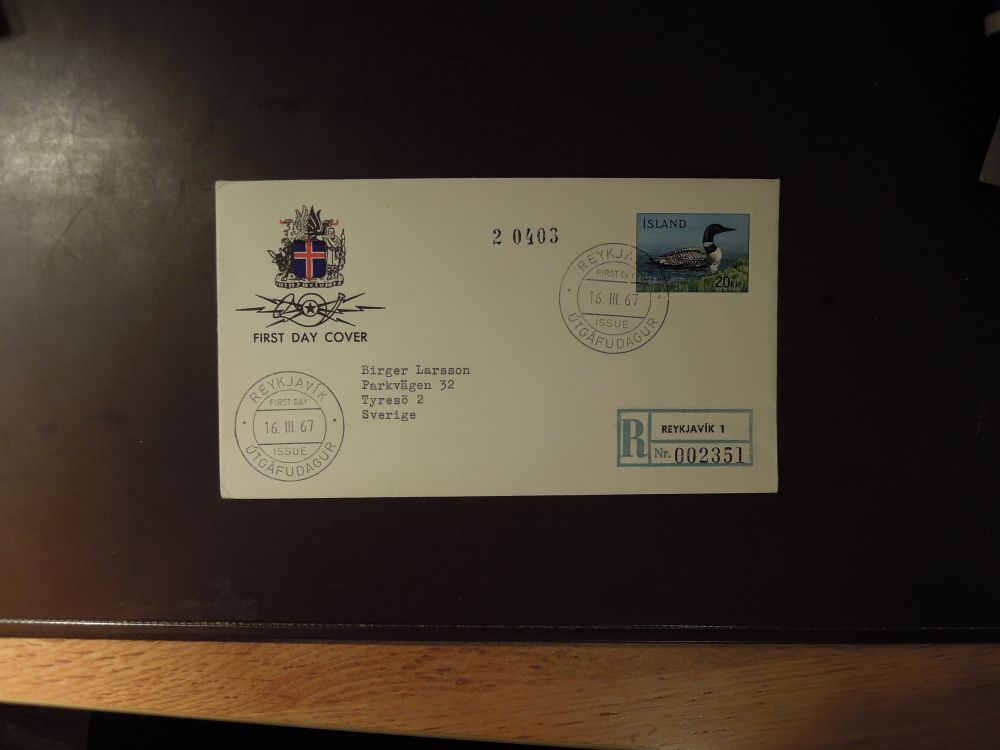 2 0403
ÍSLAND
20KR
FIRST DAY COVER
REYKJAVÍK
FIRST DAY
16. III. 67
ISSUE
ÚTGÁFUDAGUR
Birger Larsson
Parkvägen 32
Tyresö 2
Sverige
REYKJAVÍK
FIRST DAY
16. III. 67
ISSUE
ÚTGÁFUDAGUR
R
REYKJAVÍK 1
Nr. 002351